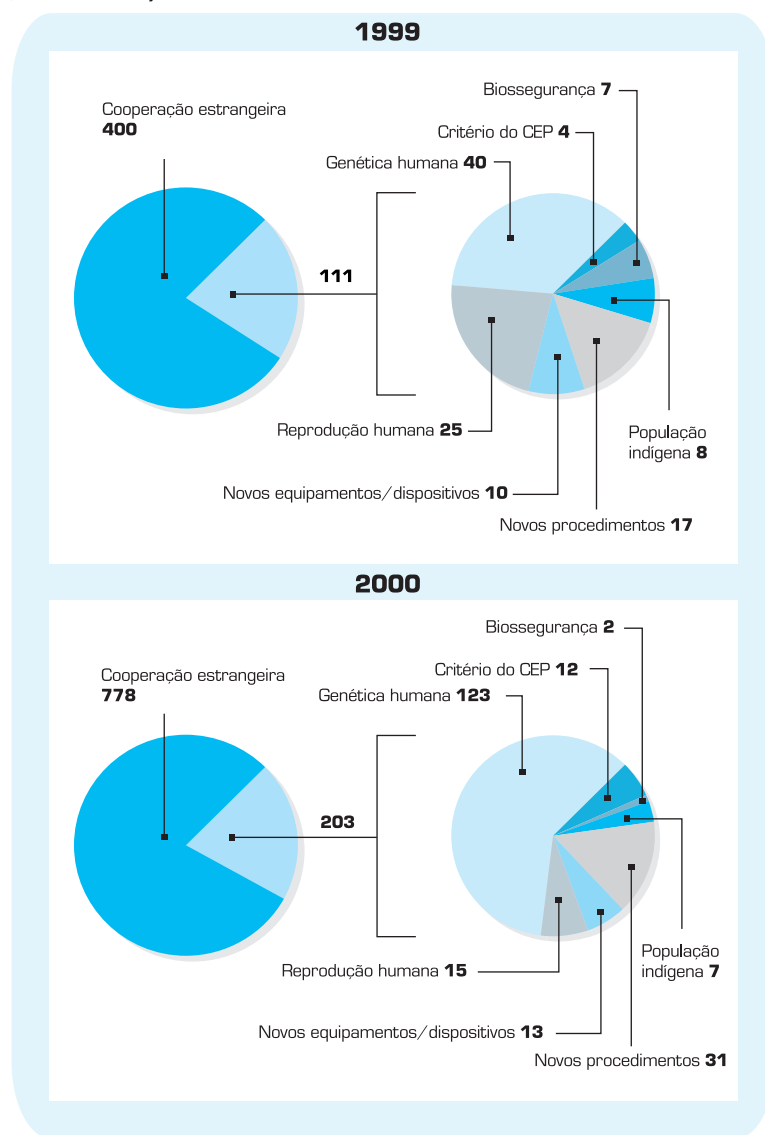 1999
Biossegurança 7
Cooperação estrangeira
400
Critério do CEP 4
Genética humana 40
111
Reprodução humana 25
População
indígena 8
Novos equipamentos/dispositivos 10
Novos procedimentos 17
2000
Biossegurança 2
Cooperação estrangeira
778
Critério do CEP 12
Genética humana 123
203
População
indígena 7
Reprodução humana 15
Novos equipamentos/dispositivos 13
Novos procedimentos 31